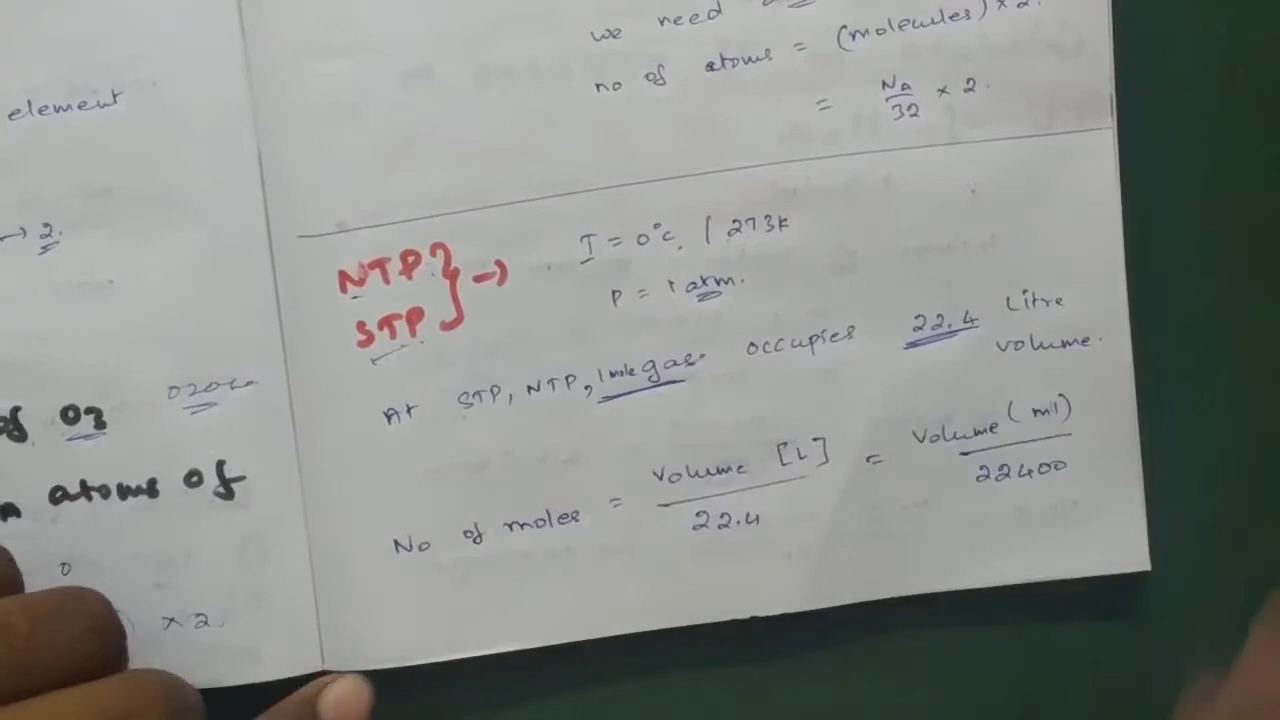 element
→ 2.
of O3
atoms of
0
× 2
we need
no of atoms = (molecules) × 2.
= NA/32 × 2.
NTP
STP } →
T = 0°C. / 273K
P = 1 atm.
At STP, NTP, 1 mole gas occupies 22.4 Litre
volume.
No of moles = Volume [L] / 22.4 = Volume (ml) / 22400